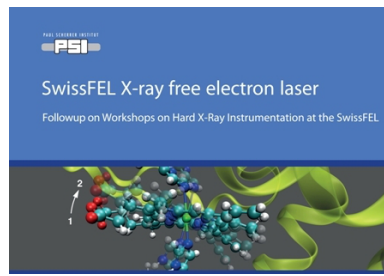 PAUL SCHERRER INSTITUT
PSI
SwissFEL X-ray free electron laser
Followup on Workshops on Hard X-Ray Instrumentation at the SwissFEL
2
1